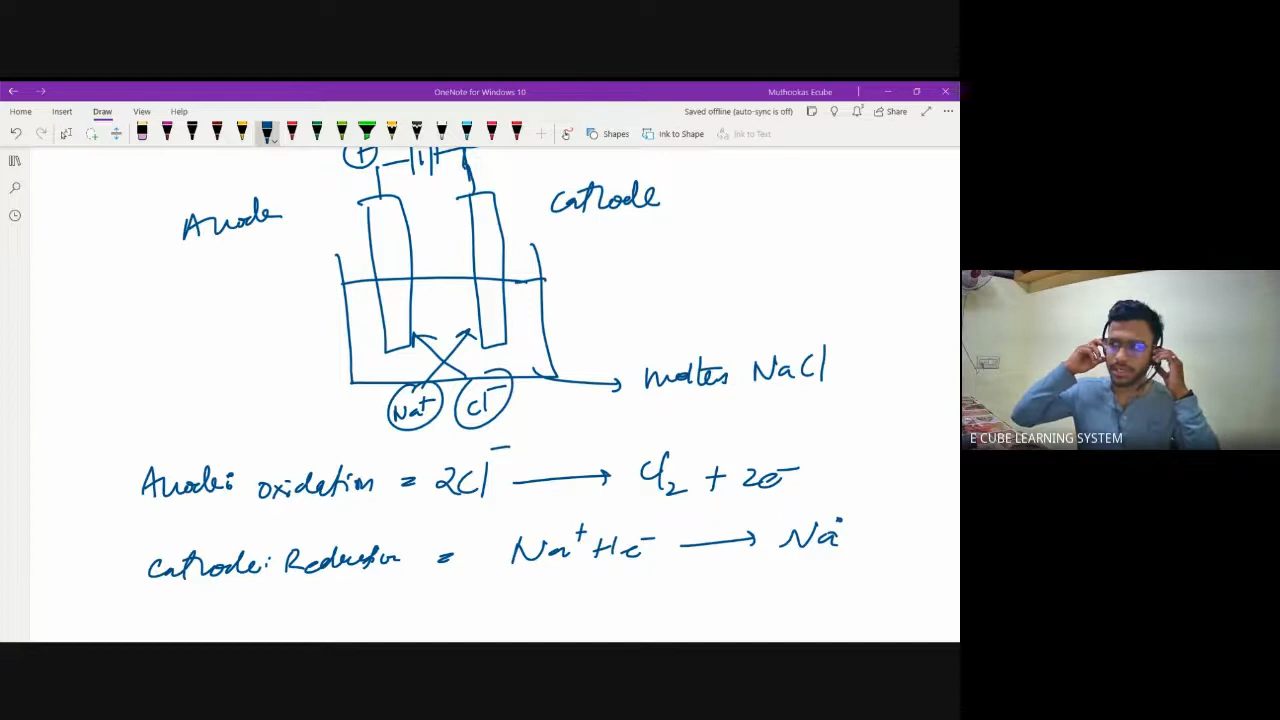 OneNote for Windows 10
Muthookas Ecube
Home Insert Draw View Help
Saved offline (auto-sync is off)
Share
Shapes
Ink to Shape
Ink to Text
+
Anode
Cathode
Na⁺ Cl⁻
molten NaCl
E CUBE LEARNING SYSTEM
Anode: oxidation = 2Cl⁻ ⟶ Cl₂ + 2e⁻
Cathode: Reduction = Na⁺ + 1e⁻ ⟶ Na